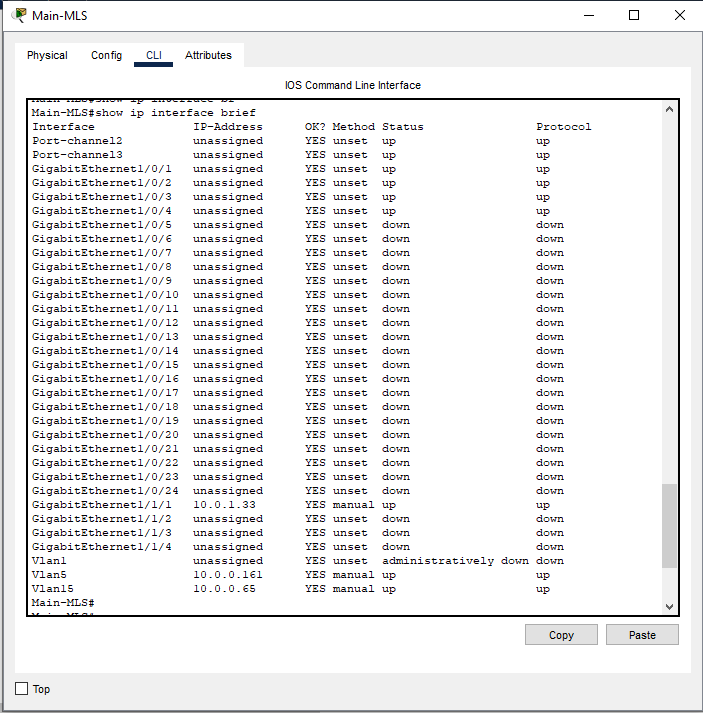 Main-MLS
Physical Config CLI Attributes
IOS Command Line Interface
Main-MLS#show ip interface br
Main-MLS#show ip interface brief
Interface IP-Address OK? Method Status Protocol
Port-channel2 unassigned YES unset up up
Port-channel3 unassigned YES unset up up
GigabitEthernet1/0/1 unassigned YES unset up up
GigabitEthernet1/0/2 unassigned YES unset up up
GigabitEthernet1/0/3 unassigned YES unset up up
GigabitEthernet1/0/4 unassigned YES unset up up
GigabitEthernet1/0/5 unassigned YES unset down down
GigabitEthernet1/0/6 unassigned YES unset down down
GigabitEthernet1/0/7 unassigned YES unset down down
GigabitEthernet1/0/8 unassigned YES unset down down
GigabitEthernet1/0/9 unassigned YES unset down down
GigabitEthernet1/0/10 unassigned YES unset down down
GigabitEthernet1/0/11 unassigned YES unset down down
GigabitEthernet1/0/12 unassigned YES unset down down
GigabitEthernet1/0/13 unassigned YES unset down down
GigabitEthernet1/0/14 unassigned YES unset down down
GigabitEthernet1/0/15 unassigned YES unset down down
GigabitEthernet1/0/16 unassigned YES unset down down
GigabitEthernet1/0/17 unassigned YES unset down down
GigabitEthernet1/0/18 unassigned YES unset down down
GigabitEthernet1/0/19 unassigned YES unset down down
GigabitEthernet1/0/20 unassigned YES unset down down
GigabitEthernet1/0/21 unassigned YES unset down down
GigabitEthernet1/0/22 unassigned YES unset down down
GigabitEthernet1/0/23 unassigned YES unset down down
GigabitEthernet1/0/24 unassigned YES unset down down
GigabitEthernet1/1/1 10.0.1.33 YES manual up up
GigabitEthernet1/1/2 unassigned YES unset down down
GigabitEthernet1/1/3 unassigned YES unset down down
GigabitEthernet1/1/4 unassigned YES unset down down
Vlan1 unassigned YES unset administratively down down
Vlan5 10.0.0.161 YES manual up up
Vlan15 10.0.0.65 YES manual up up
Main-MLS#
Main-MLS#
Copy Paste
Top